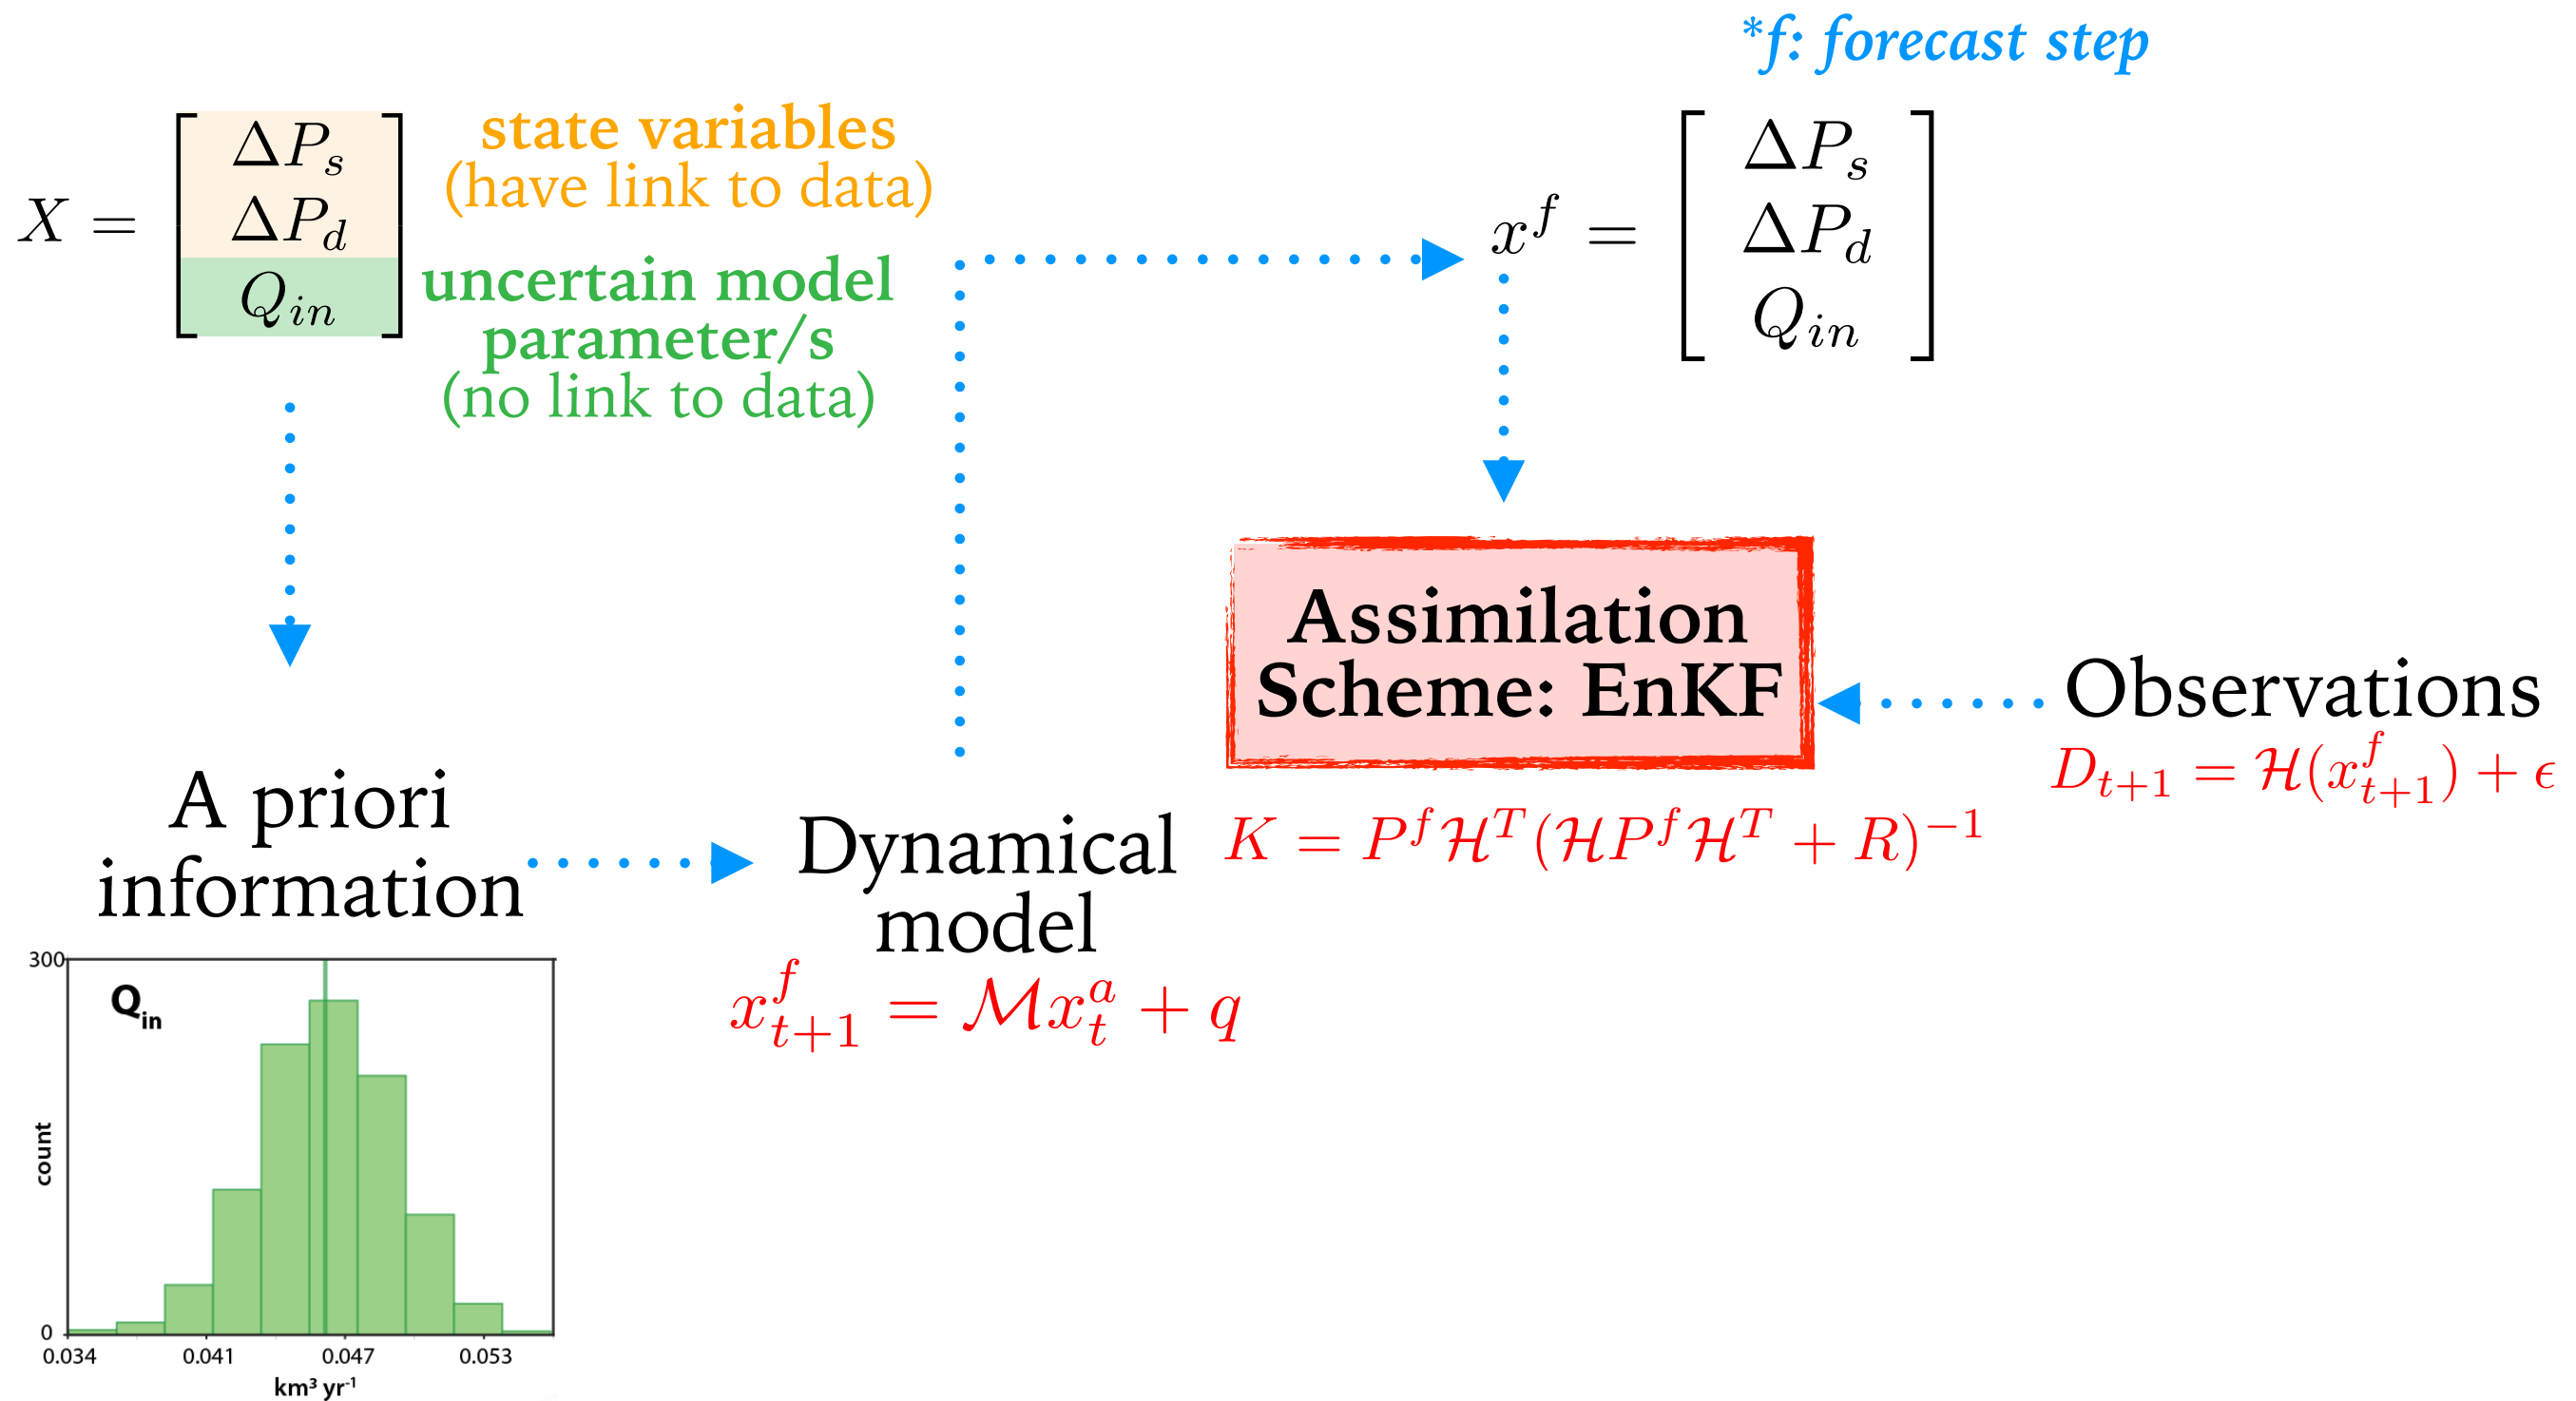 *f: forecast step
X = [ ΔP_s
ΔP_d
Q_in ]
state variables
(have link to data)
uncertain model
parameter/s
(no link to data)
x^f = [ ΔP_s
ΔP_d
Q_in ]
Assimilation
Scheme: EnKF
K = P^f ℋ^T (ℋP^f ℋ^T + R)^{-1}
Observations
D_{t+1} = ℋ(x^f_{t+1}) + ϵ
A priori
information
Dynamical
model
x^f_{t+1} = ℳx^a_t + q
300
Q_in
count
0
0.034 0.041 0.047 0.053
km³ yr⁻¹